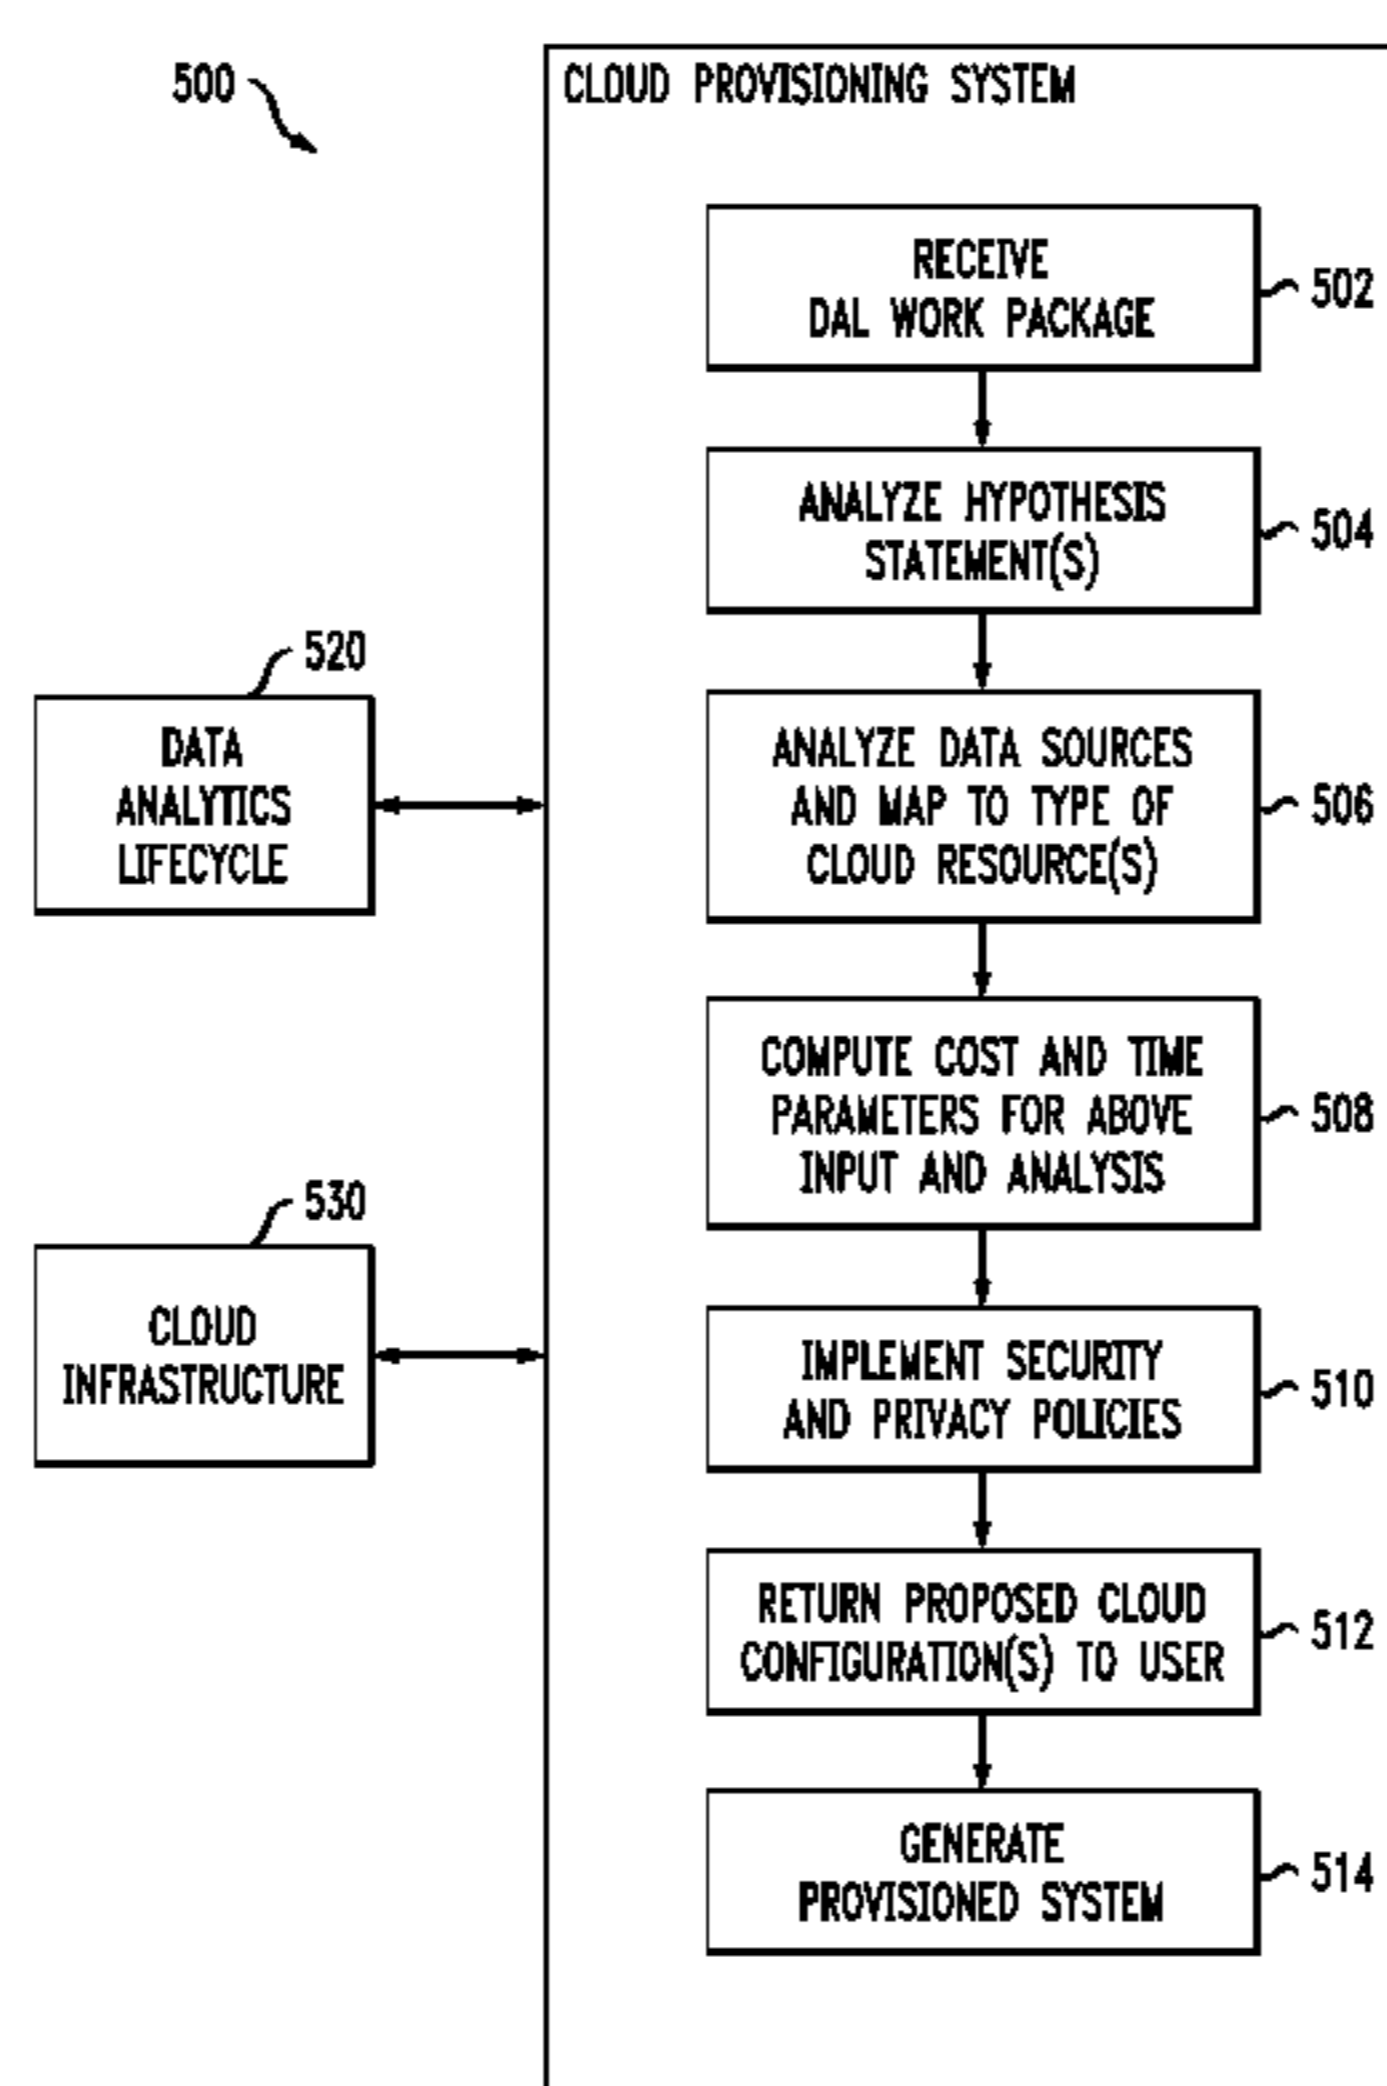 500
CLOUD PROVISIONING SYSTEM
RECEIVE
DAL WORK PACKAGE
502
ANALYZE HYPOTHESIS
STATEMENT(S)
504
520
DATA
ANALYTICS
LIFECYCLE
ANALYZE DATA SOURCES
AND MAP TO TYPE OF
CLOUD RESOURCE(S)
506
COMPUTE COST AND TIME
PARAMETERS FOR ABOVE
INPUT AND ANALYSIS
508
530
CLOUD
INFRASTRUCTURE
IMPLEMENT SECURITY
AND PRIVACY POLICIES
510
RETURN PROPOSED CLOUD
CONFIGURATION(S) TO USER
512
GENERATE
PROVISIONED SYSTEM
514